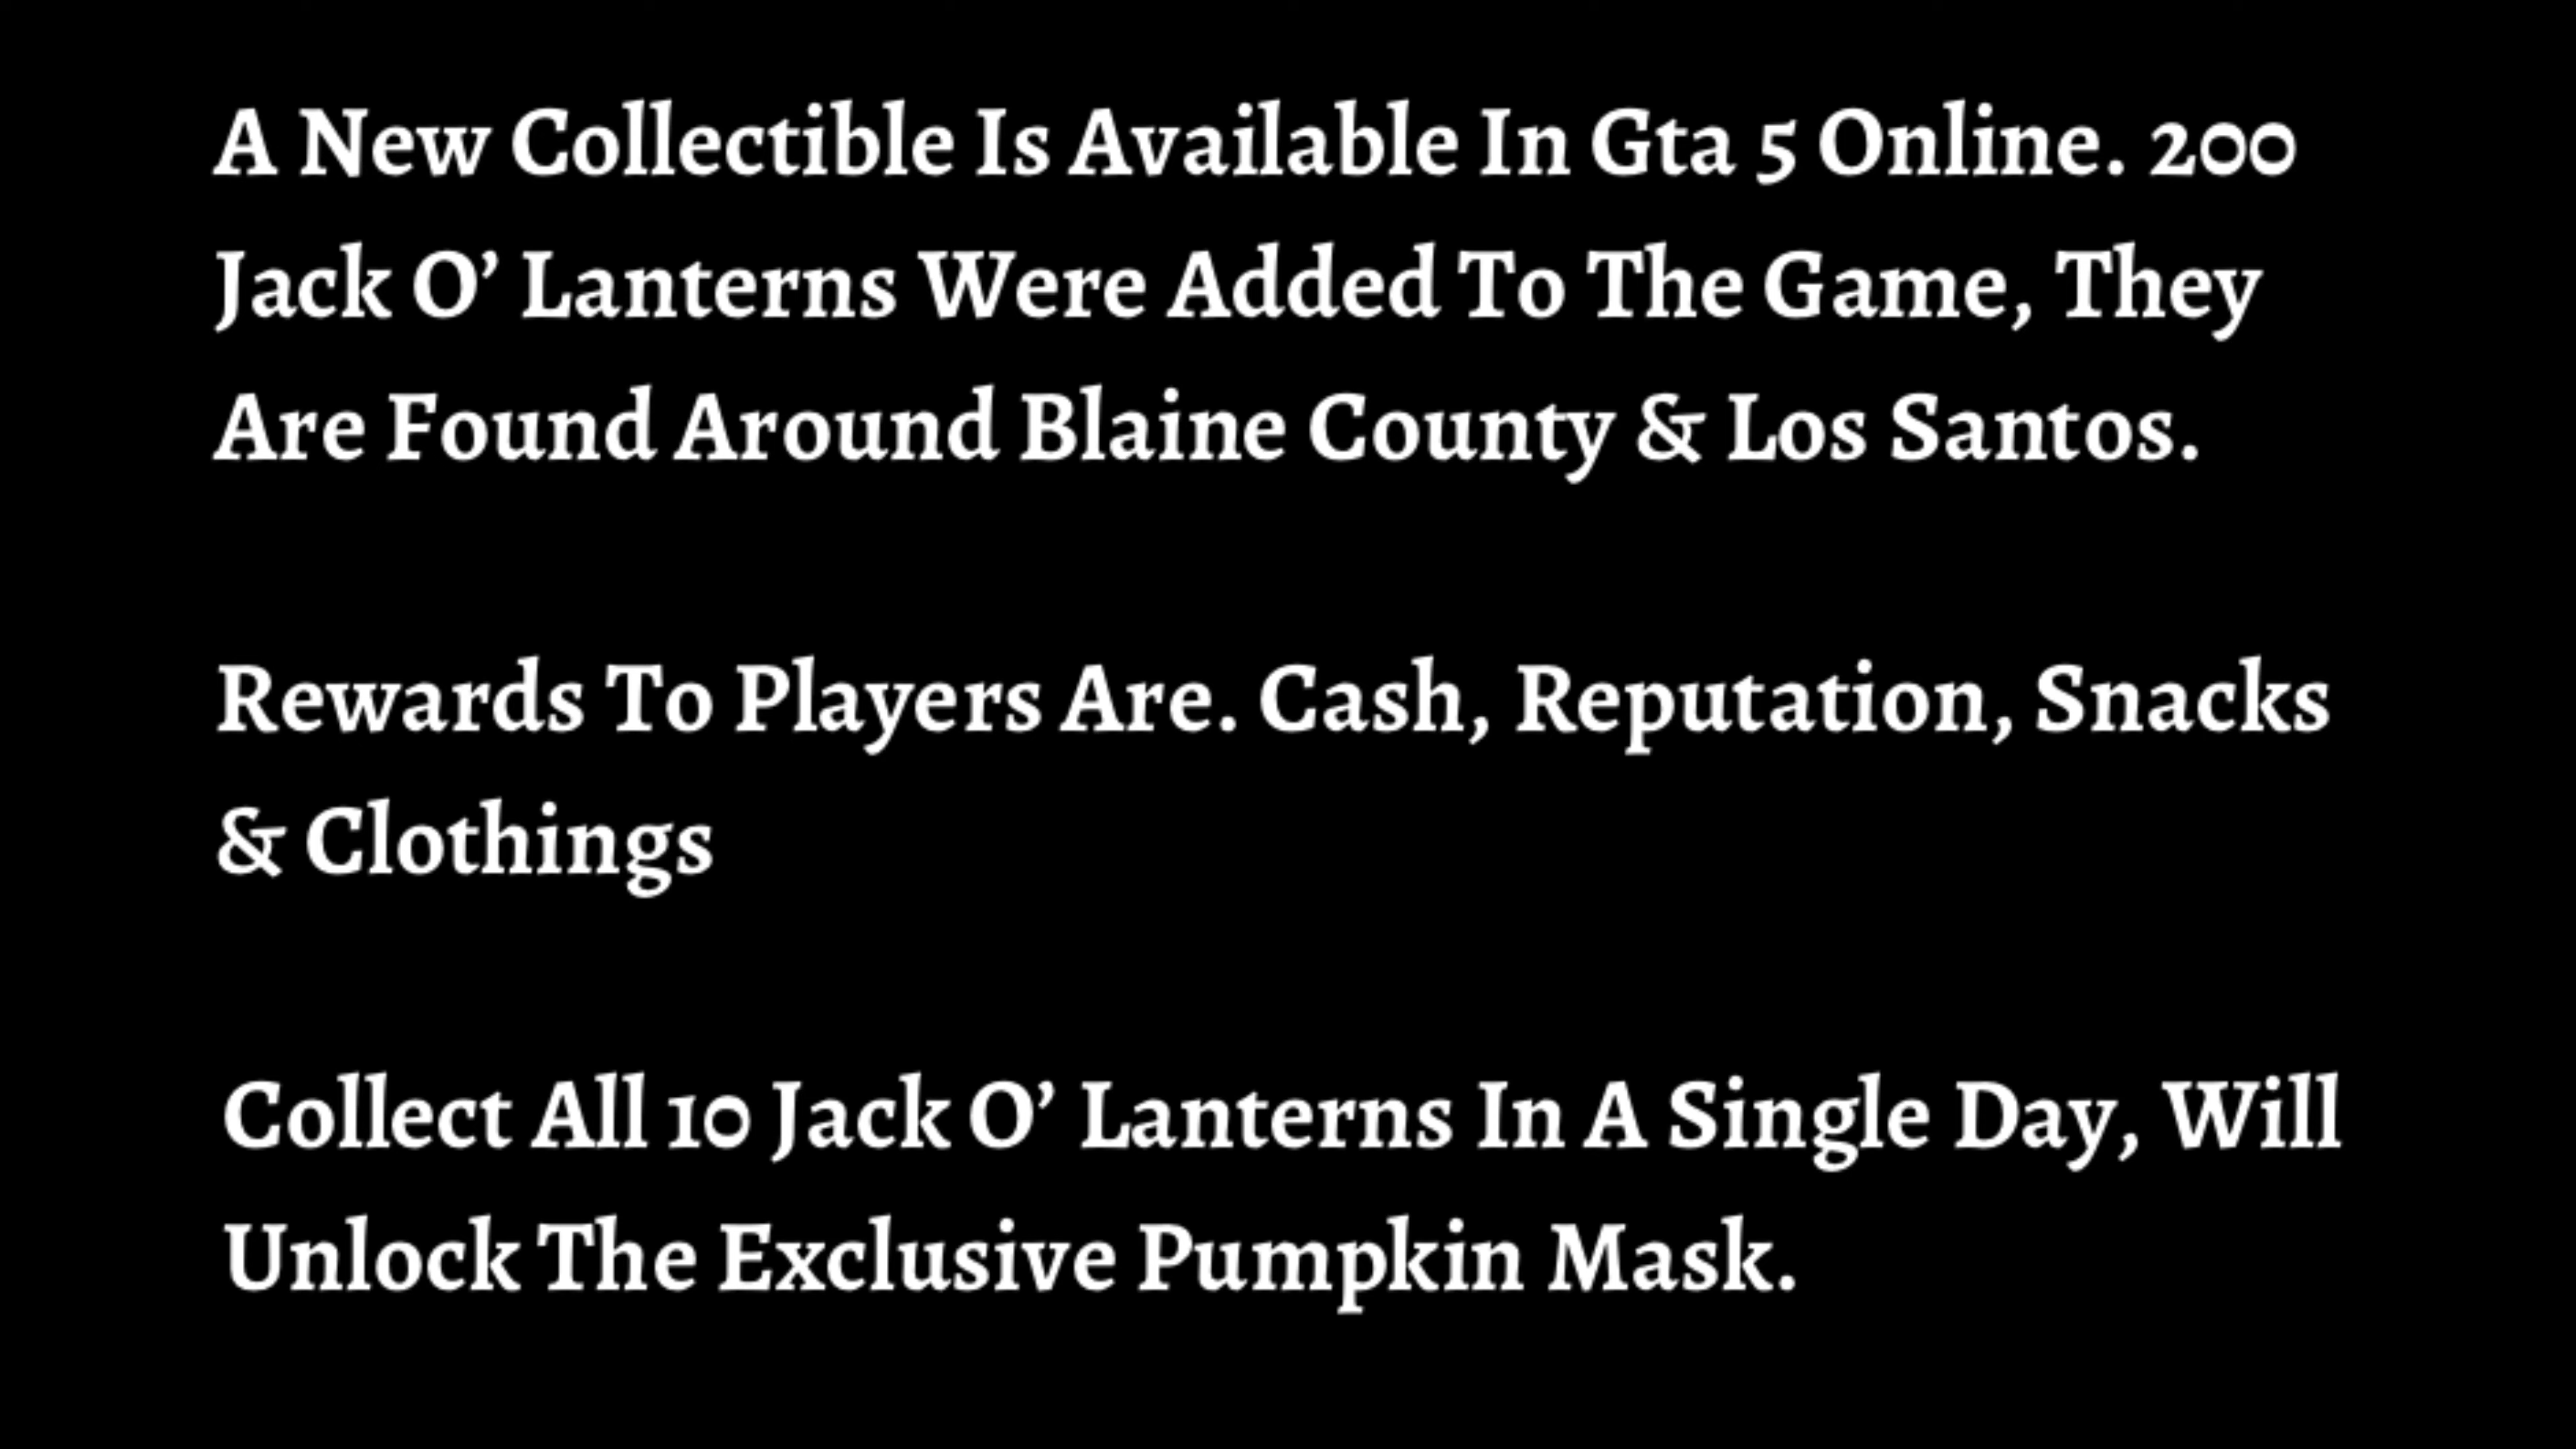 A New Collectible Is Available In Gta 5 Online. 200
Jack O’ Lanterns Were Added To The Game, They
Are Found Around Blaine County & Los Santos.
Rewards To Players Are. Cash, Reputation, Snacks
& Clothings
Collect All 10 Jack O’ Lanterns In A Single Day, Will
Unlock The Exclusive Pumpkin Mask.